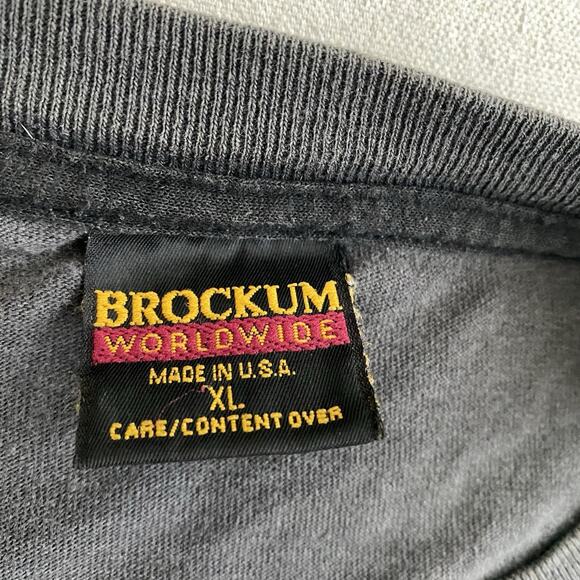 BROCKUM
WORLDWIDE
MADE IN U.S.A.
XL
CARE/CONTENT OVER